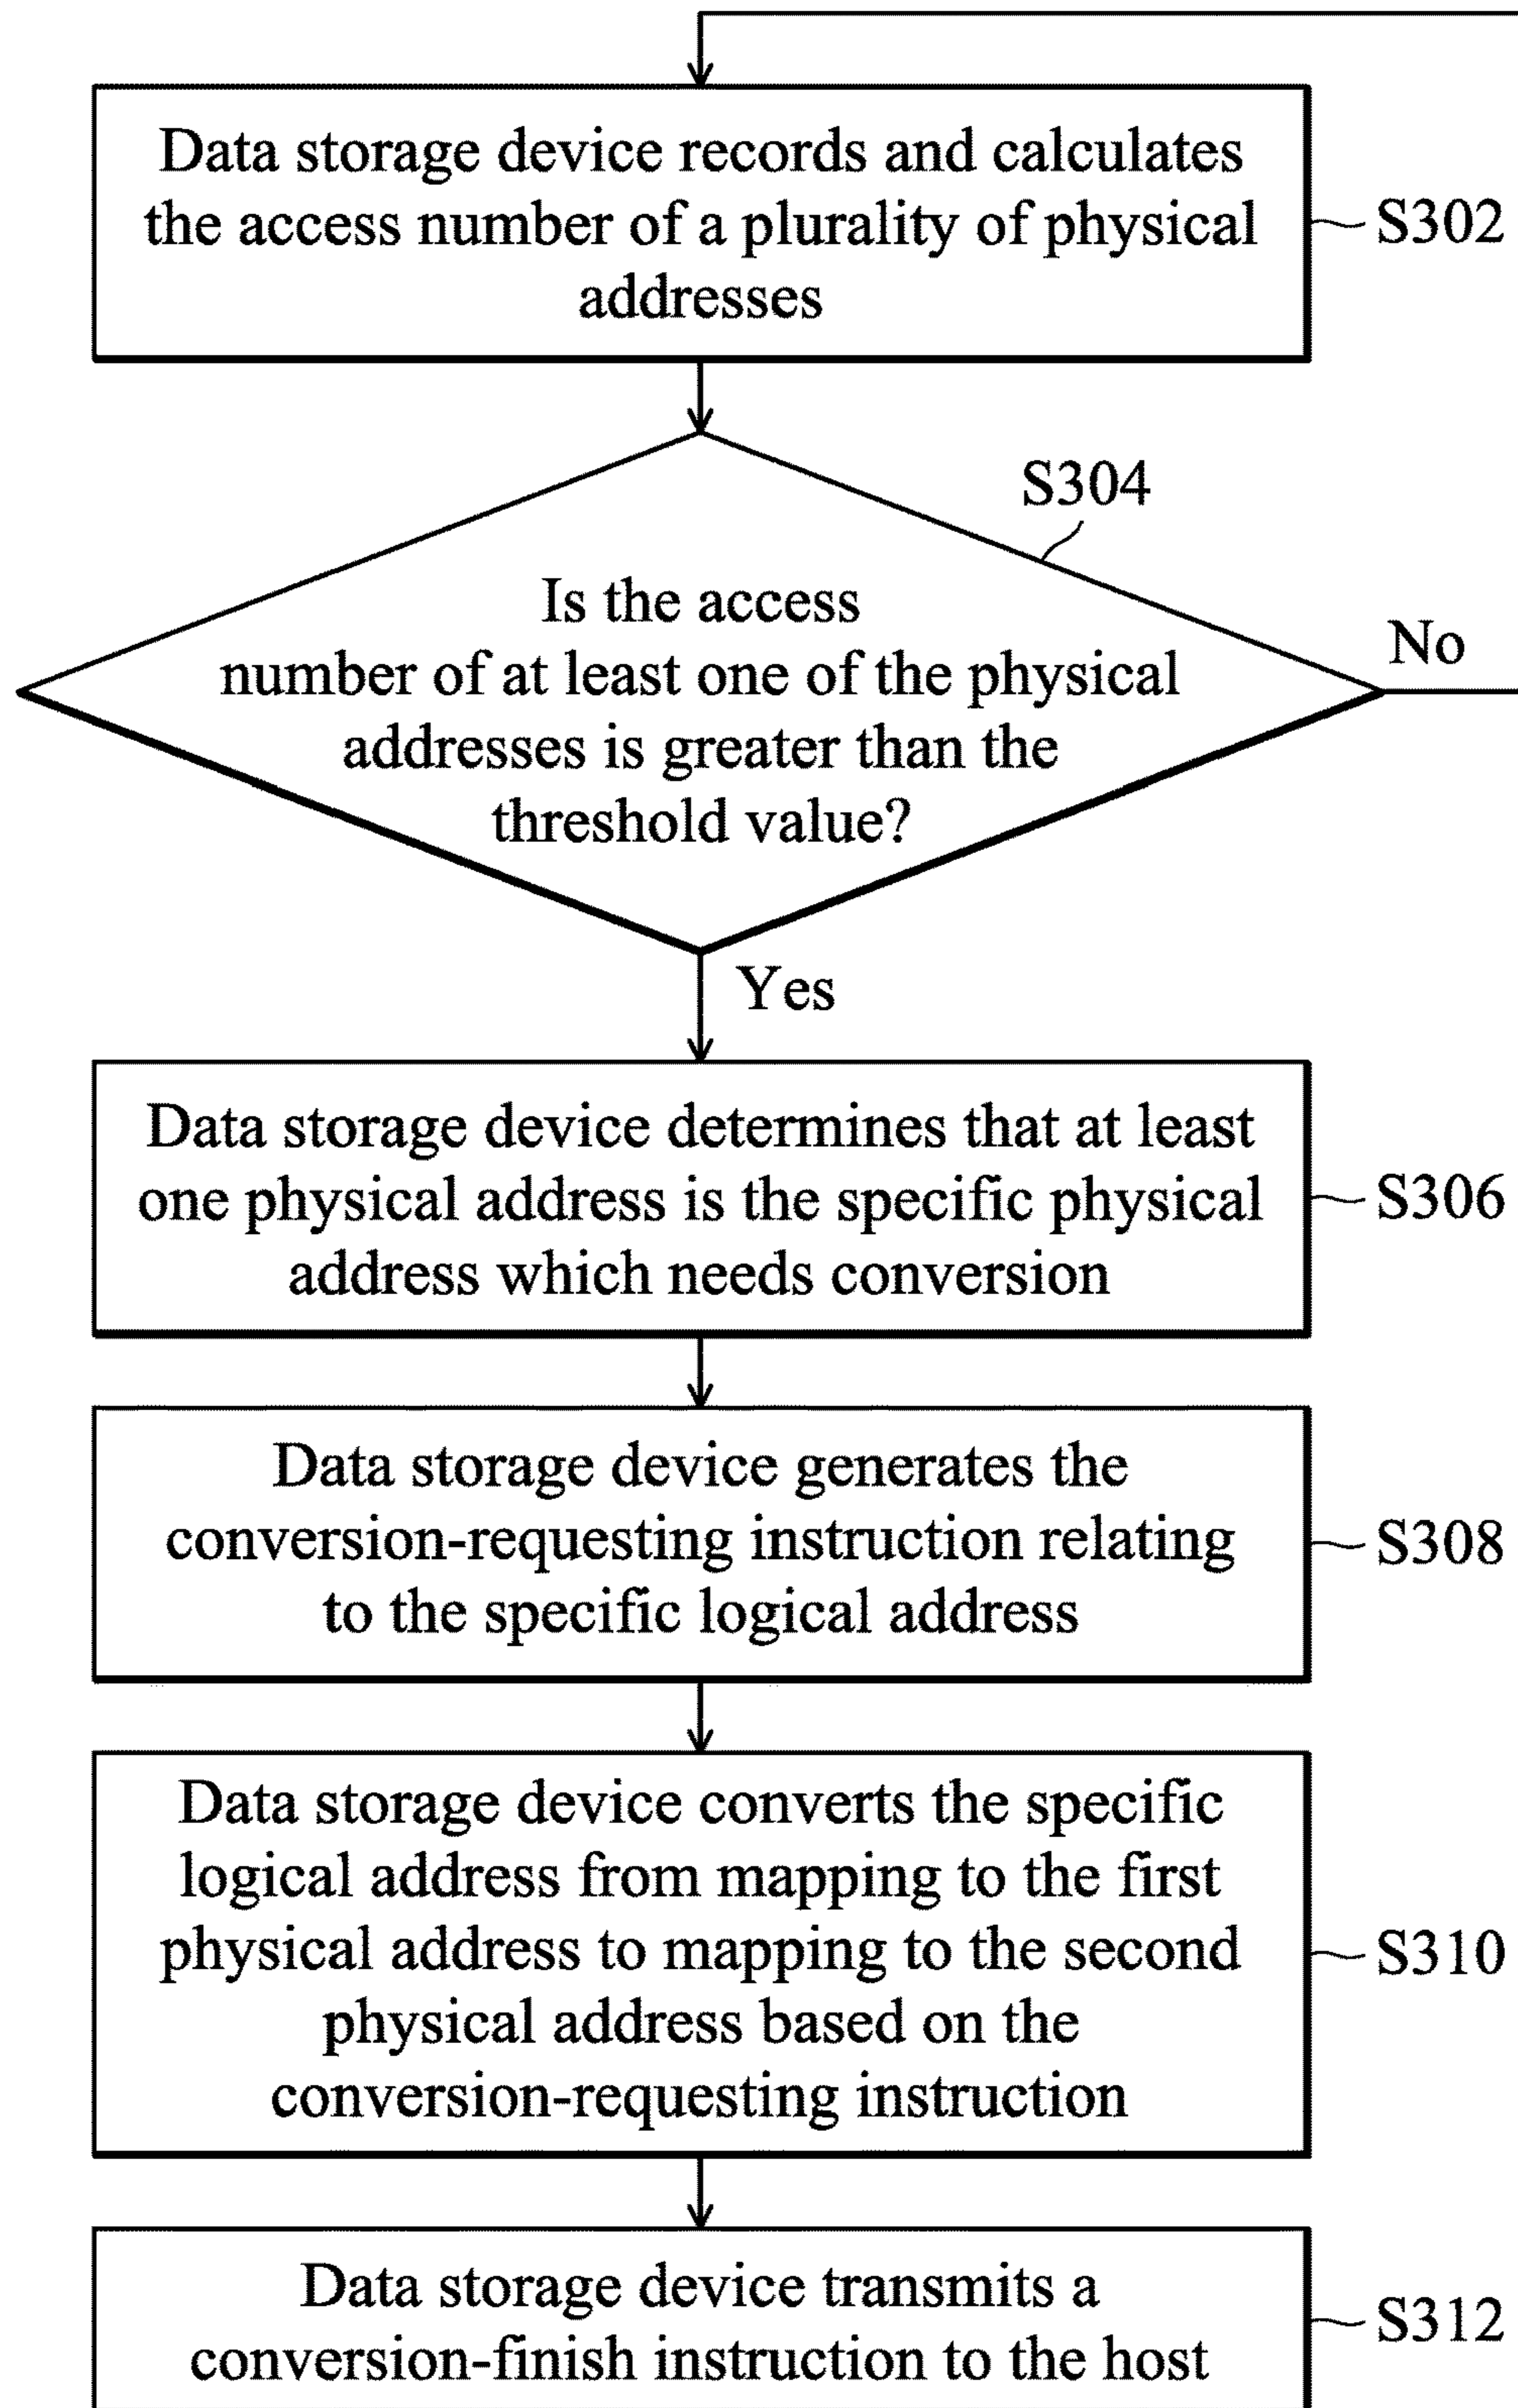 Data storage device records and calculates
the access number of a plurality of physical
addresses
S302
S304
Is the access
number of at least one of the physical
addresses is greater than the
threshold value?
No
Yes
Data storage device determines that at least
one physical address is the specific physical
address which needs conversion
S306
Data storage device generates the
conversion-requesting instruction relating
to the specific logical address
S308
Data storage device converts the specific
logical address from mapping to the first
physical address to mapping to the second
physical address based on the
conversion-requesting instruction
S310
Data storage device transmits a
conversion-finish instruction to the host
S312